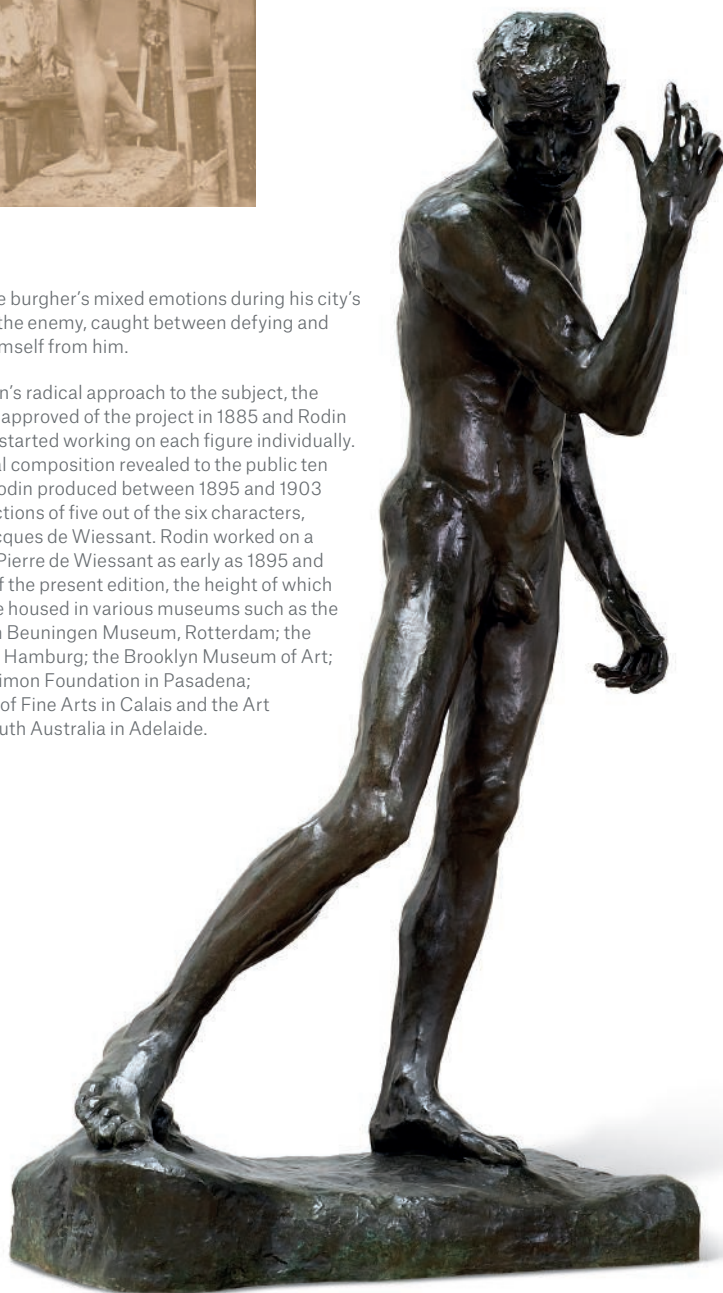 e burgher’s mixed emotions during his city’s
the enemy, caught between defying and
mself from him.
n’s radical approach to the subject, the
approved of the project in 1885 and Rodin
started working on each figure individually.
al composition revealed to the public ten
odin produced between 1895 and 1903
ctions of five out of the six characters,
cques de Wiessant. Rodin worked on a
Pierre de Wiessant as early as 1895 and
f the present edition, the height of which
e housed in various museums such as the
n Beuningen Museum, Rotterdam; the
Hamburg; the Brooklyn Museum of Art;
imon Foundation in Pasadena;
of Fine Arts in Calais and the Art
uth Australia in Adelaide.